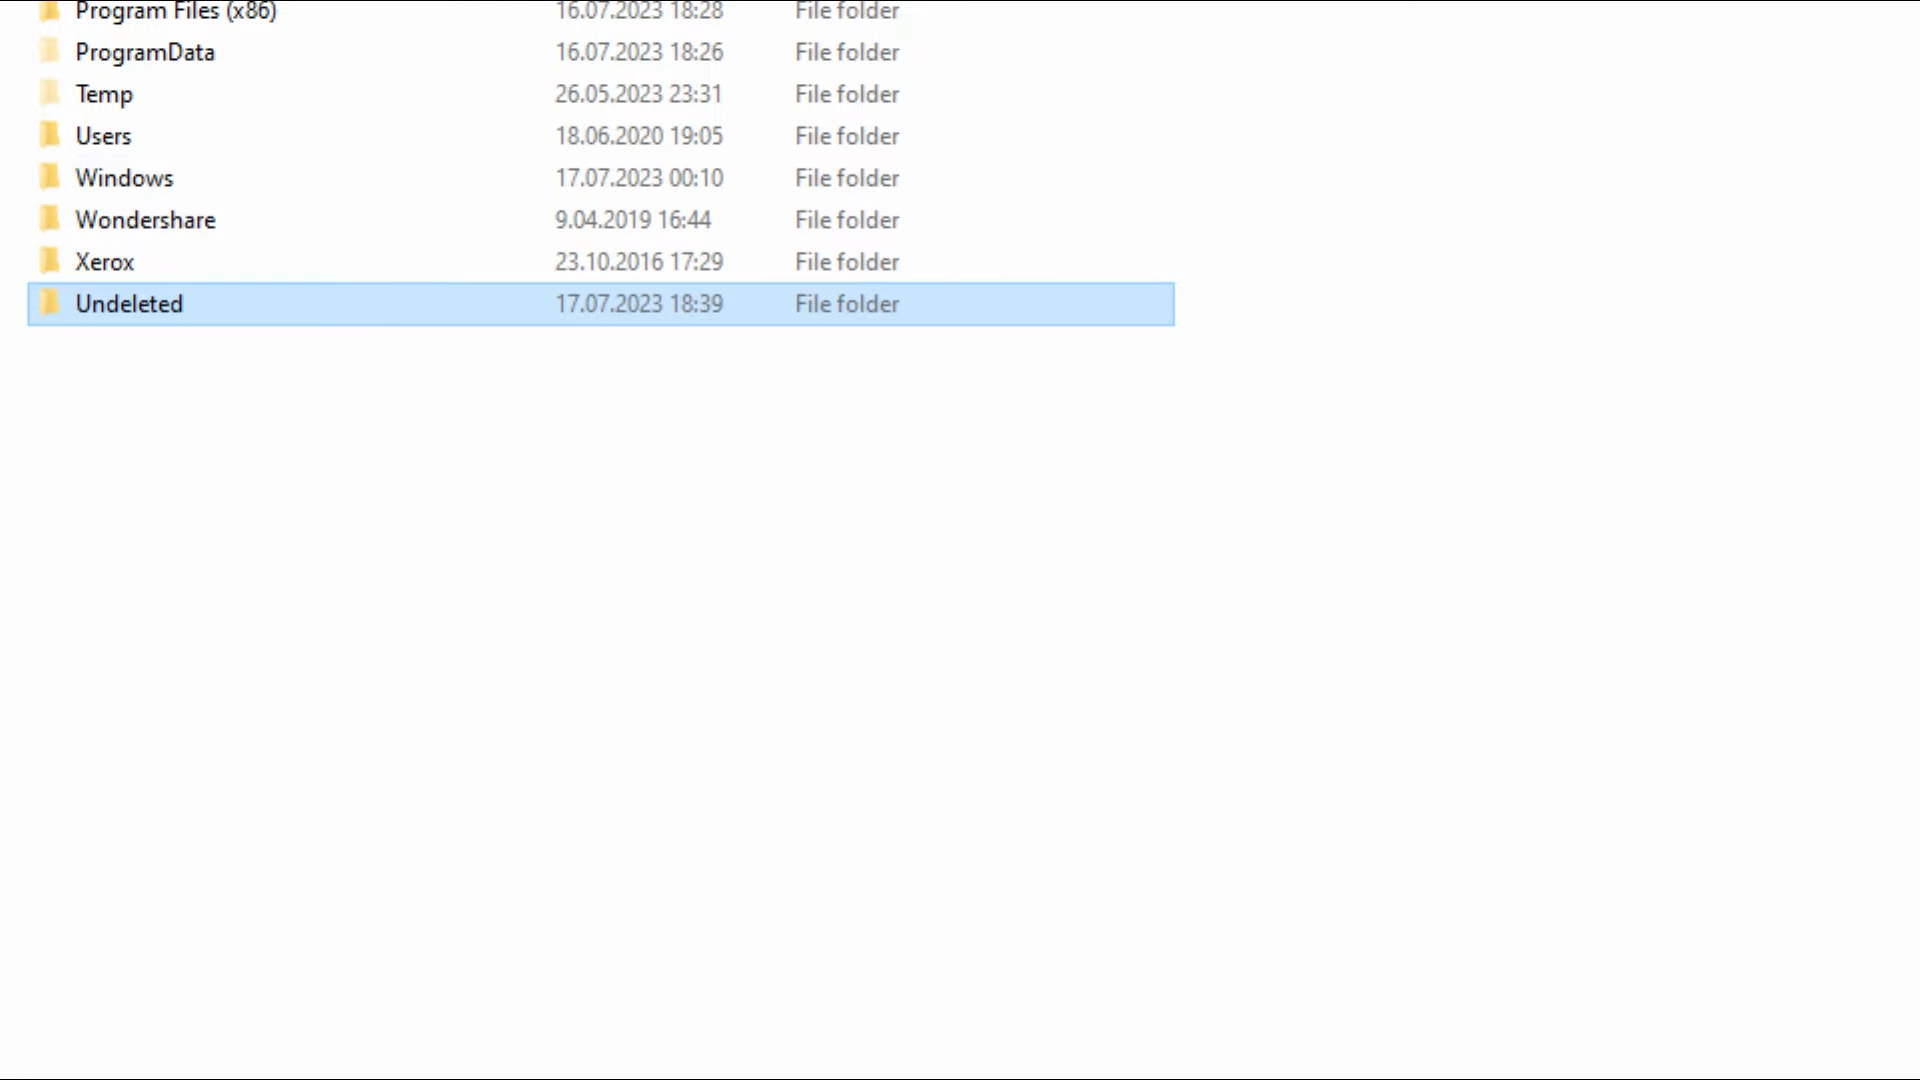 Program Files (x86) 16.07.2023 18:28 File folder
ProgramData 16.07.2023 18:26 File folder
Temp 26.05.2023 23:31 File folder
Users 18.06.2020 19:05 File folder
Windows 17.07.2023 00:10 File folder
Wondershare 9.04.2019 16:44 File folder
Xerox 23.10.2016 17:29 File folder
Undeleted 17.07.2023 18:39 File folder